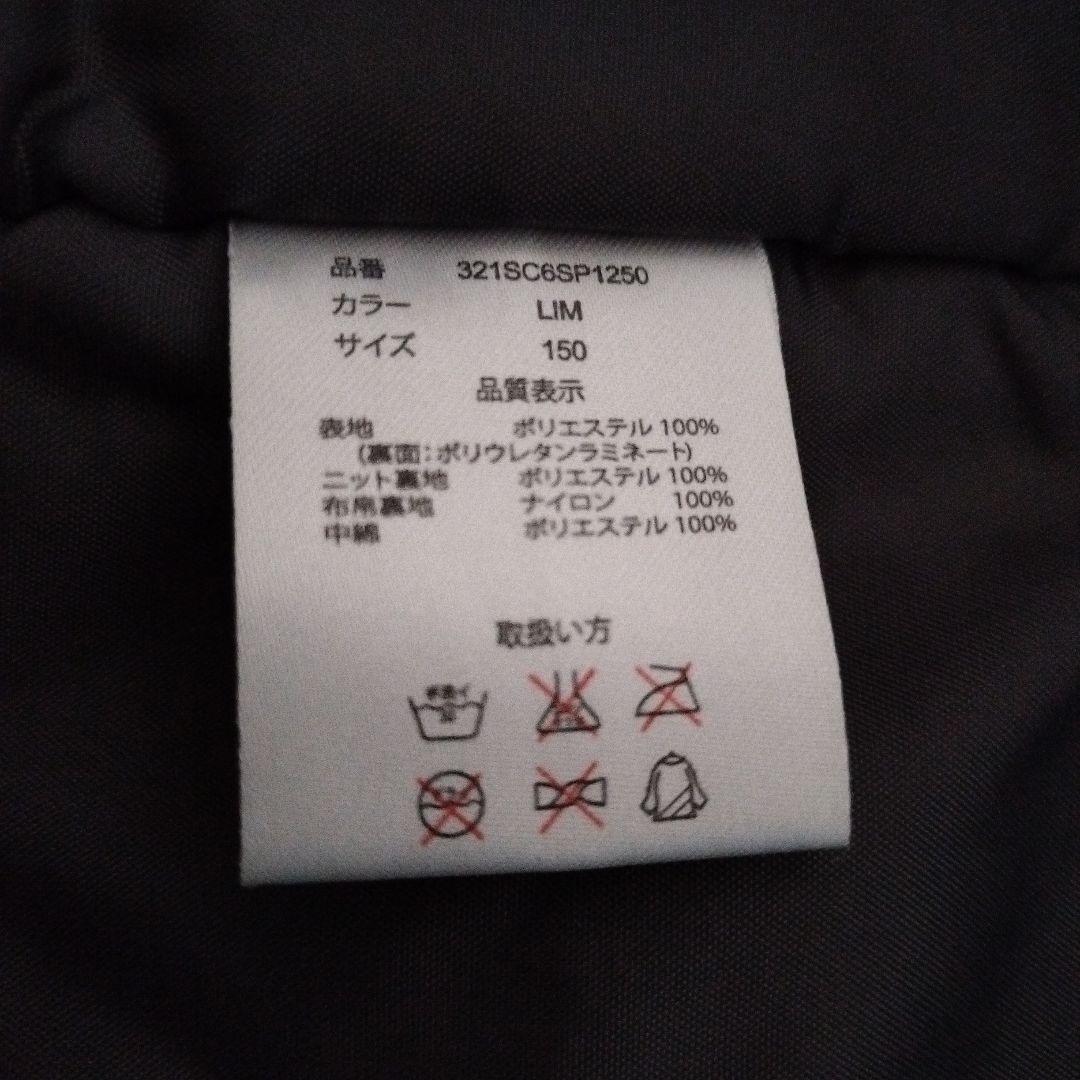 品番 321SC6SP1250
カラー LIM
サイズ 150
品質表示
表地 ポリエステル 100%
(裏面:ポリウレタンラミネート)
ニット裏地 ポリエステル 100%
布帛裏地 ナイロン 100%
中綿 ポリエステル 100%
取扱い方
手洗イ